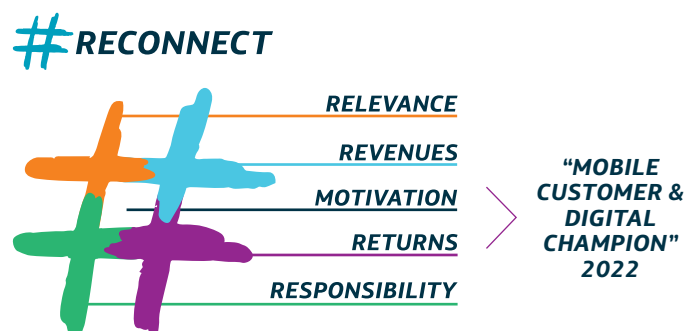 #RECONNECT
RELEVANCE
REVENUES
MOTIVATION
RETURNS
RESPONSIBILITY
“MOBILE
CUSTOMER &
DIGITAL
CHAMPION”
2022